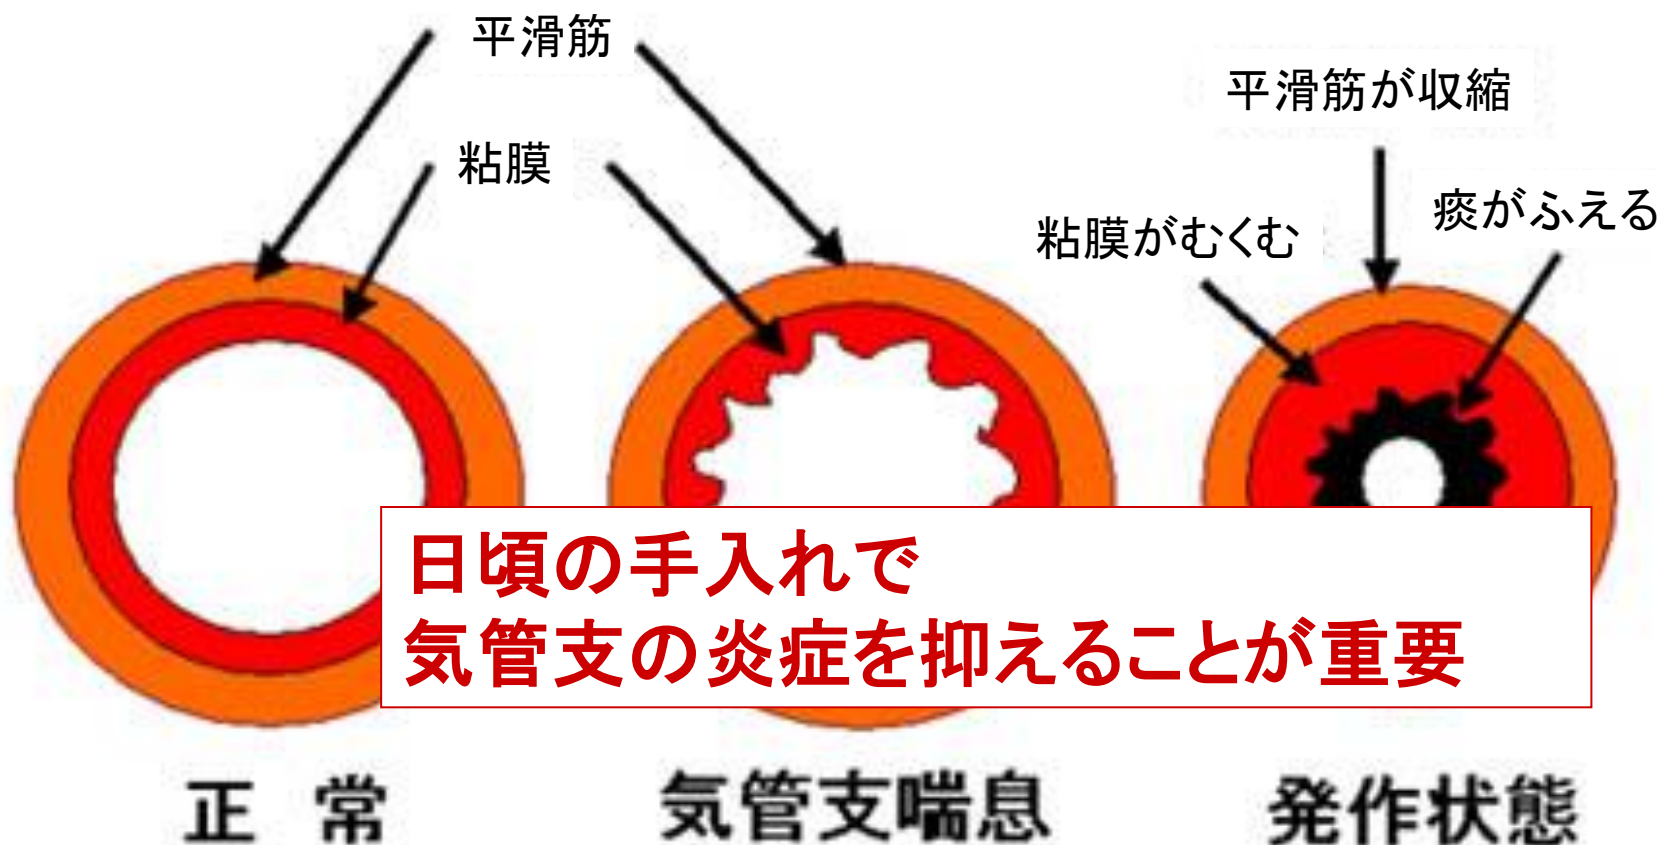 平滑筋
平滑筋が収縮
粘膜
痰がふえる
粘膜がむくむ
日頃の手入れで
気管支の炎症を抑えることが重要
正常
気管支喘息
発作状態